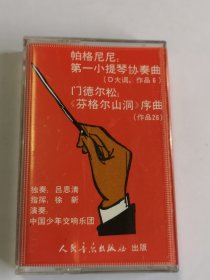 帕格尼尼:
第一小提琴协奏曲
(D大调,作品6)
门德尔松:
《芬格尔山洞》序曲
(作品26)
独奏:吕思清
指挥:徐新
演奏:
中国少年交响乐团
人民音乐出版社 出版